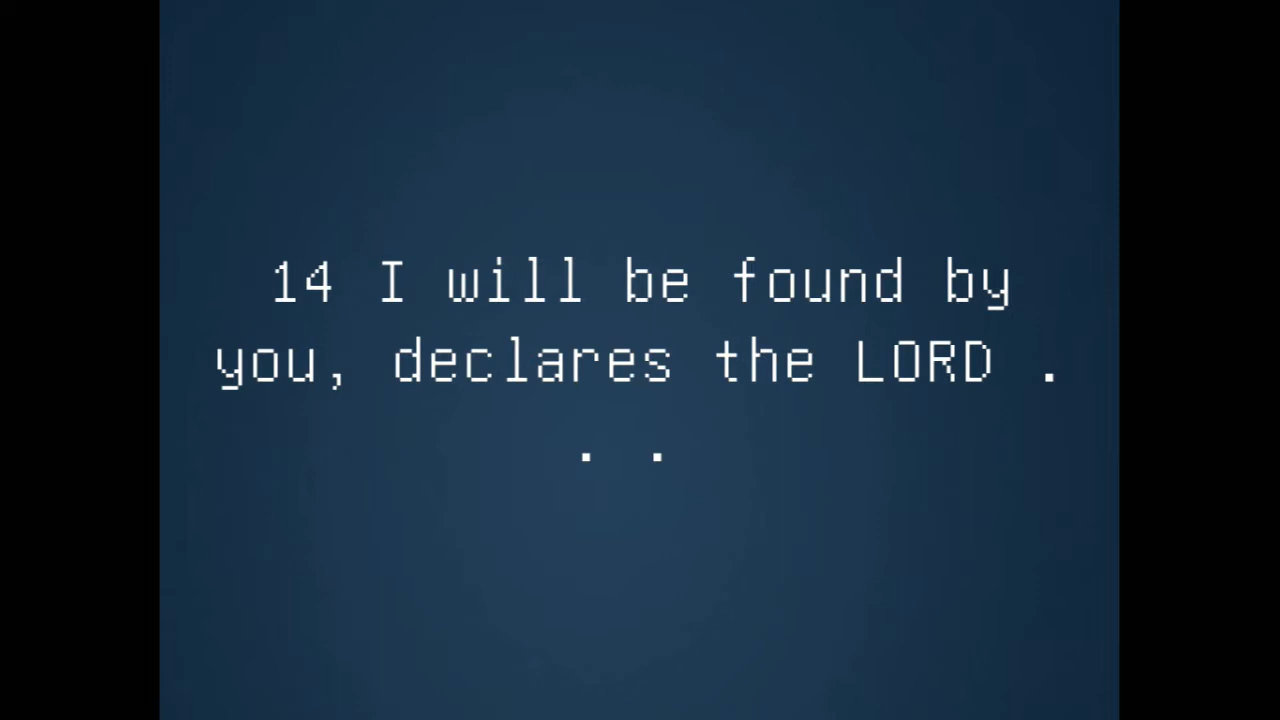 14 I will be found by
you, declares the LORD .
. .